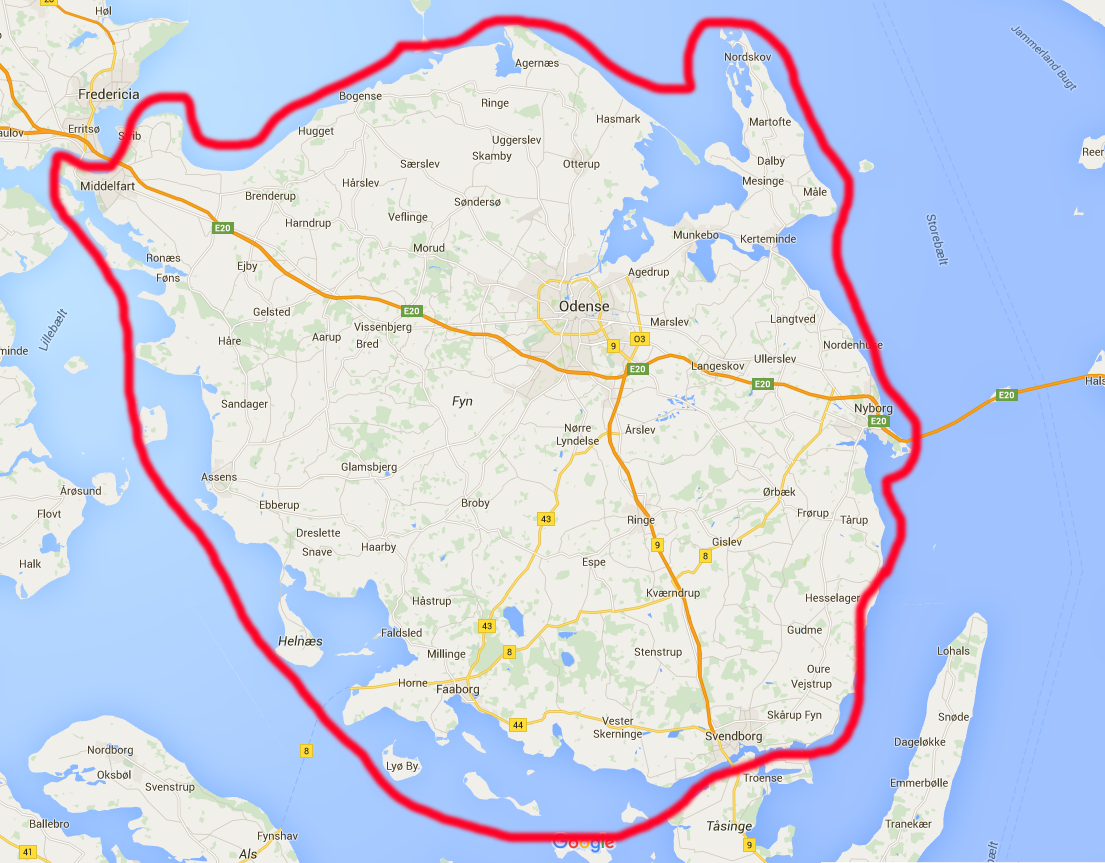 20
Høl
Jammerland Bugt
Nordskov
Agernæs
Fredericia
Bogense
Ringe
Hasmark
Martofte
aulov
Erritsø
Strib
Hugget
Uggerslev
Skamby
Særslev
Otterup
Dalby
Reer
Middelfart
Hårslev
Mesinge
Måle
Brenderup
Søndersø
Harndrup
Veflinge
E20
Storebælt
Munkebo
Kerteminde
Morud
Ronæs
Ejby
Føns
Agedrup
Odense
Gelsted
E20
Lillebælt
Vissenbjerg
Marslev
Langtved
Aarup
Bred
Håre
9
O3
Nordenhuse
minde
E20
Langeskov
Ullerslev
E20
Hals
E20
Sandager
Fyn
Nyborg
E20
Nørre
Lyndelse
Årslev
Glamsbjerg
Assens
Årøsund
Ebberup
Broby
Ørbæk
Flovt
43
Ringe
Frørup
Tårup
Dreslette
Snave
Haarby
9
8
Gislev
Halk
Espe
Kværndrup
Hesselager
Håstrup
43
Faldsled
Gudme
Helnæs
Millinge
8
Stenstrup
Lohals
Oure
Vejstrup
Horne
Faaborg
Skårup Fyn
Snøde
44
Vester
Skerninge
Svendborg
Dageløkke
Nordborg
8
Oksbøl
Lyø By
Troense
Svenstrup
Emmerbølle
Ballebro
Tåsinge
Tranekær
Fynshav
Google
41
Als
9
ælt